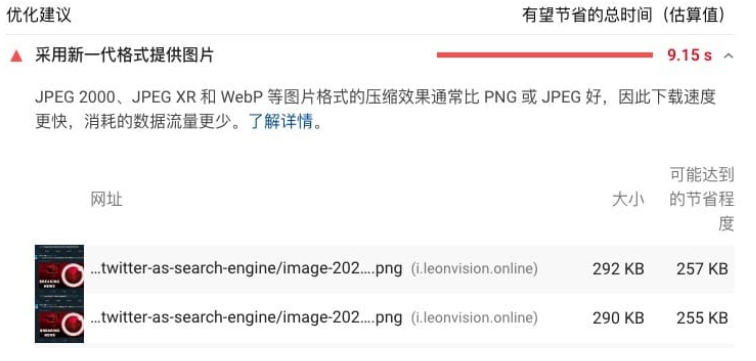 优化建议 有望节省的总时间（估算值）
采用新一代格式提供图片 9.15 s
JPEG 2000、JPEG XR 和 WebP 等图片格式的压缩效果通常比 PNG 或 JPEG 好，因此下载速度
更快，消耗的数据流量更少。了解详情。
网址 大小 可能达到
的节省程
度
...twitter-as-search-engine/image-202….png (i.leonvision.online) 292 KB 257 KB
...twitter-as-search-engine/image-202….png (i.leonvision.online) 290 KB 255 KB
BREAKING
NEWS
BREAKING
NEWS